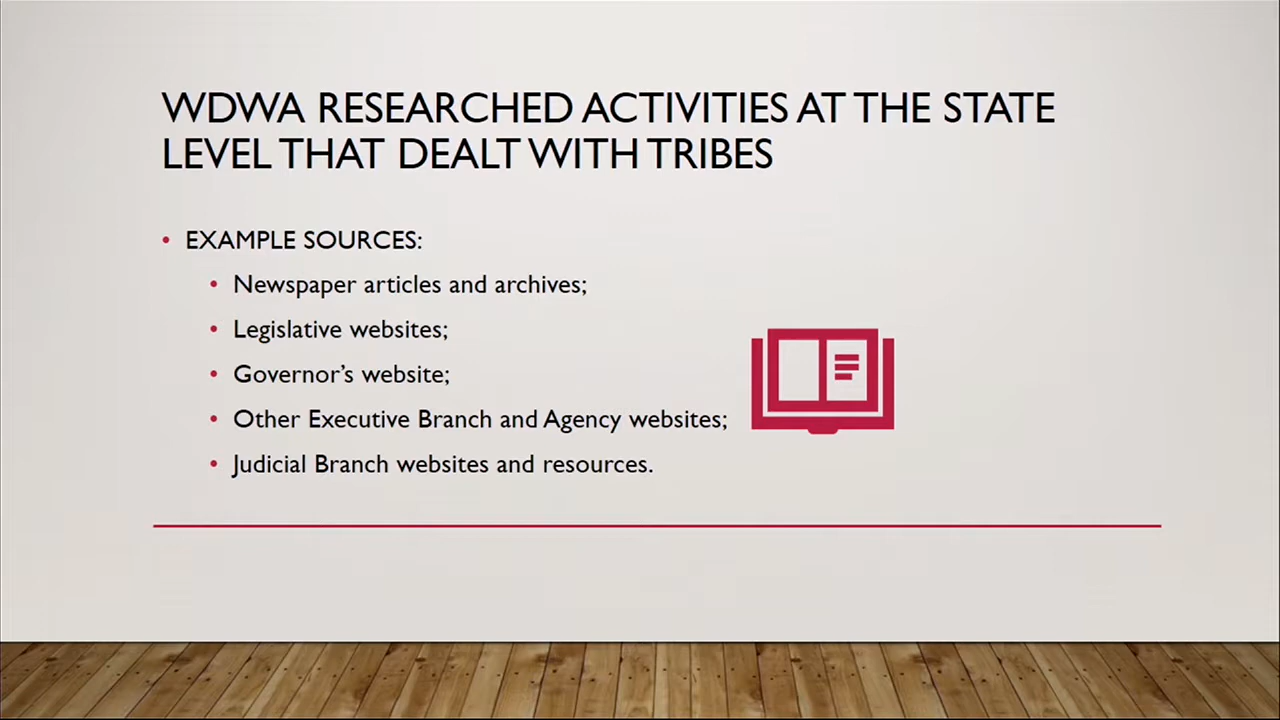 WDWA RESEARCHED ACTIVITIES AT THE STATE
LEVEL THAT DEALT WITH TRIBES
• EXAMPLE SOURCES:
• Newspaper articles and archives;
• Legislative websites;
• Governor’s website;
• Other Executive Branch and Agency websites;
• Judicial Branch websites and resources.